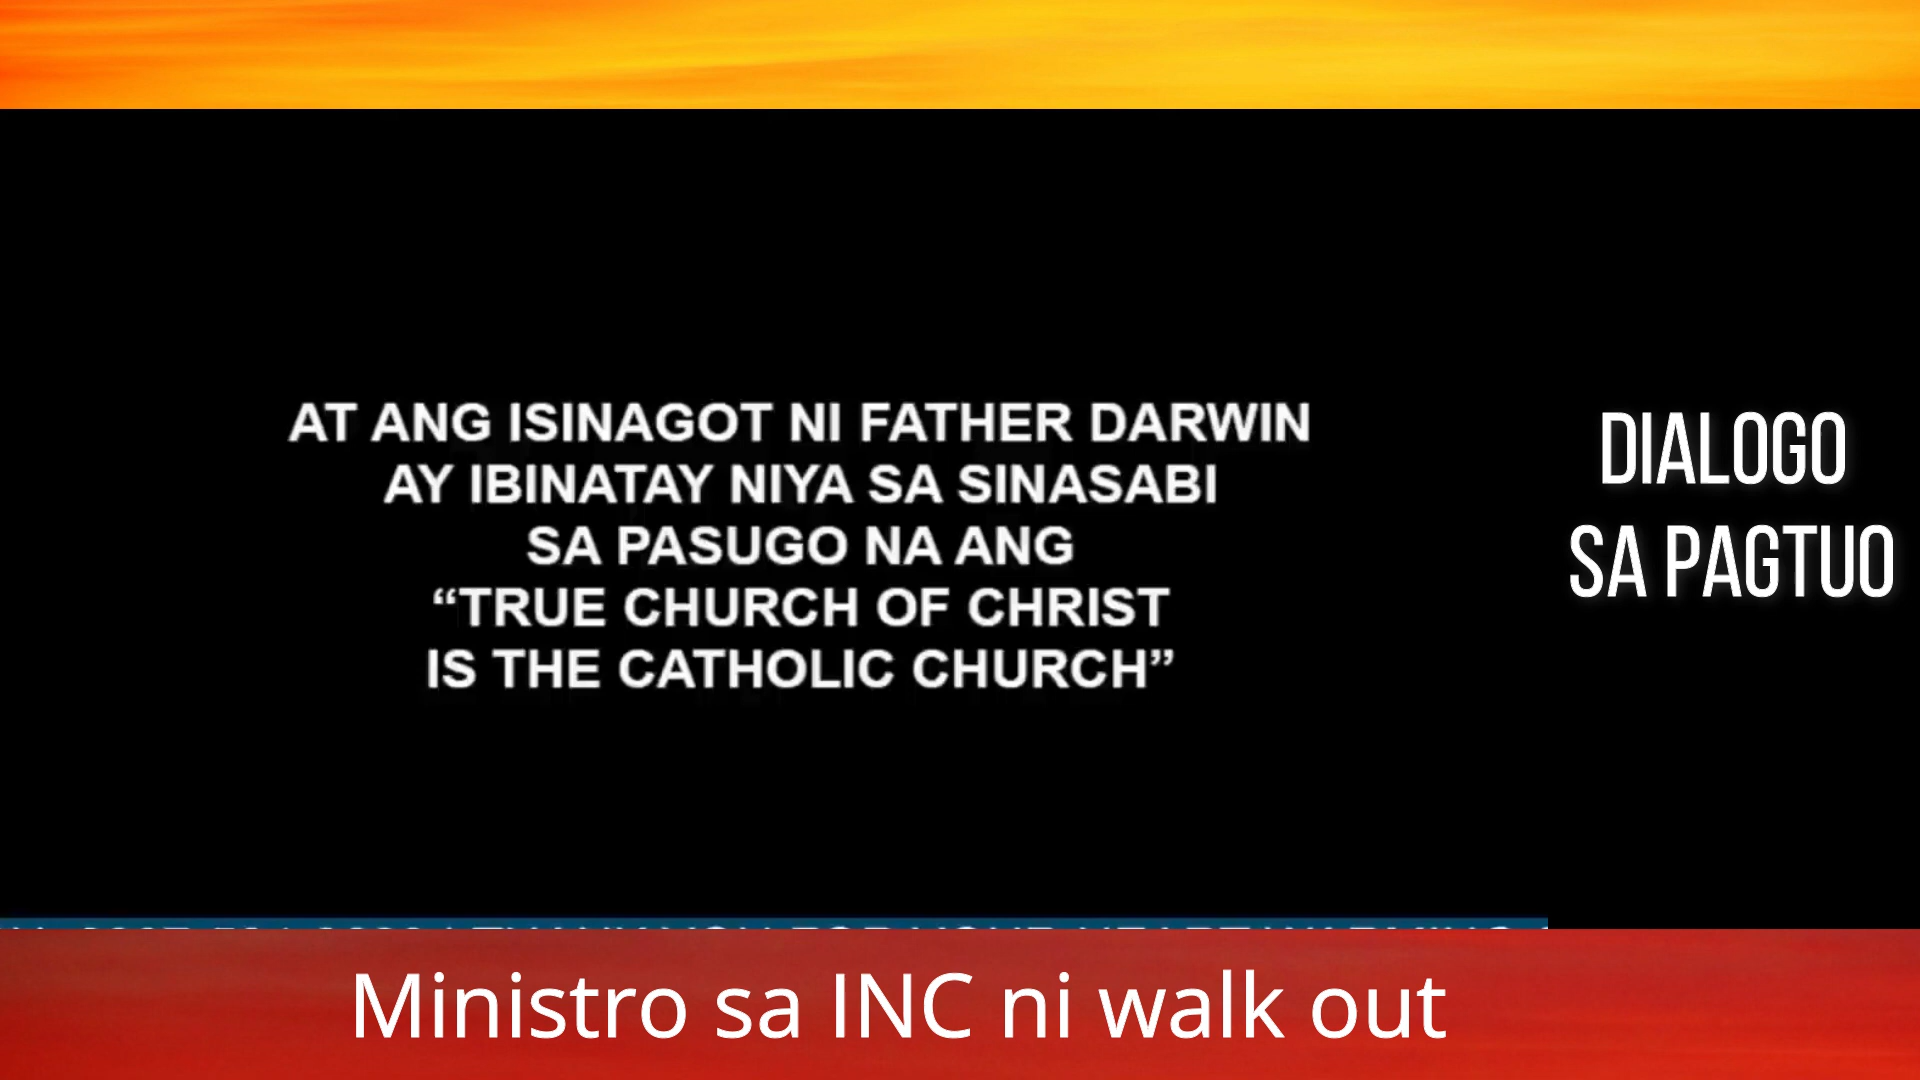 AT ANG ISINAGOT NI FATHER DARWIN
AY IBINATAY NIYA SA SINASABI
SA PASUGO NA ANG
“TRUE CHURCH OF CHRIST
IS THE CATHOLIC CHURCH”
DIALOGO
SA PAGTUO
Ministro sa INC ni walk out